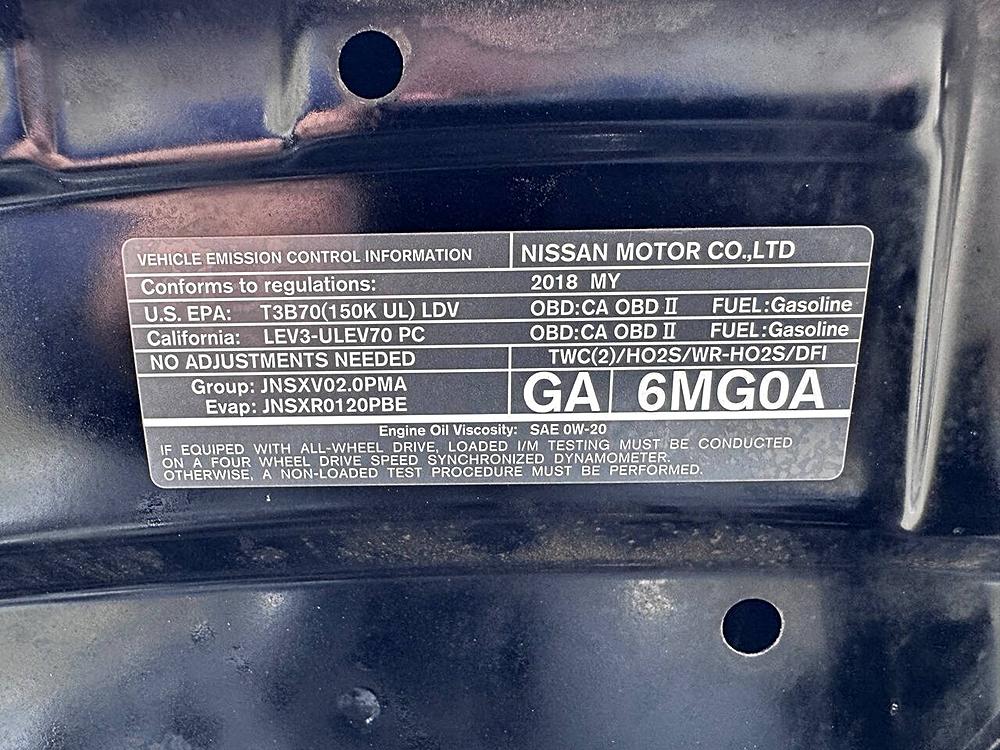 VEHICLE EMISSION CONTROL INFORMATION NISSAN MOTOR CO.,LTD
Conforms to regulations: 2018 MY
U.S. EPA: T3B70(150K UL) LDV OBD:CA OBD II FUEL:Gasoline
California: LEV3-ULEV70 PC OBD:CA OBD II FUEL:Gasoline
NO ADJUSTMENTS NEEDED TWC(2)/HO2S/WR-HO2S/DFI
Group: JNSXV02.0PMA
Evap: JNSXR0120PBE
GA 6MG0A
Engine Oil Viscosity: SAE 0W-20
IF EQUIPED WITH ALL-WHEEL DRIVE, LOADED I/M TESTING MUST BE CONDUCTED
ON A FOUR WHEEL DRIVE SPEED SYNCHRONIZED DYNAMOMETER.
OTHERWISE, A NON-LOADED TEST PROCEDURE MUST BE PERFORMED.